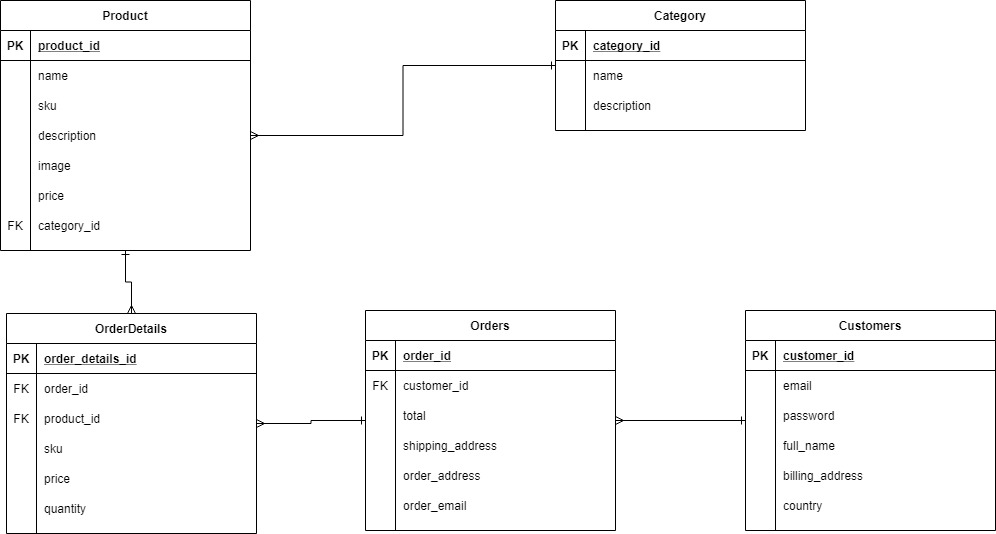 Product
PK product_id
name
sku
description
image
price
FK category_id
Category
PK category_id
name
description
OrderDetails
PK order_details_id
FK order_id
FK product_id
sku
price
quantity
Orders
PK order_id
FK customer_id
total
shipping_address
order_address
order_email
Customers
PK customer_id
email
password
full_name
billing_address
country